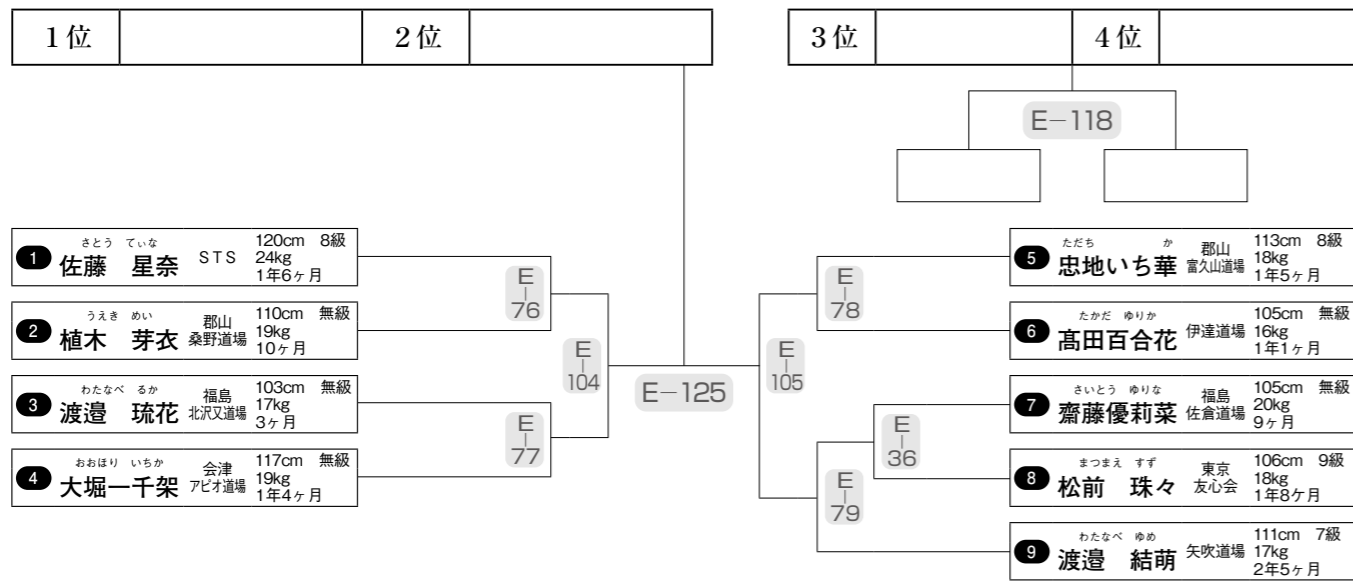 1位
2位
3位
4位
E−118
1
さとう てぃな
佐藤 星奈
STS
120cm 8級
24kg
1年6ヶ月
2
うえき めい
植木 芽衣
郡山
桑野道場
110cm 無級
19kg
10ヶ月
3
わたなべ るか
渡邉 琉花
福島
北沢又道場
103cm 無級
17kg
3ヶ月
4
おおほり いちか
大堀一千架
会津
アピオ道場
117cm 無級
19kg
1年4ヶ月
E−76
E−77
E−104
E−125
E−105
E−78
E−36
E−79
5
ただち か
忠地いち華
郡山
富久山道場
113cm 8級
18kg
1年5ヶ月
6
たかだ ゆりか
髙田百合花
伊達道場
105cm 無級
16kg
1年1ヶ月
7
さいとう ゆりな
齋藤優莉菜
福島
佐倉道場
105cm 無級
20kg
9ヶ月
8
まつまえ すず
松前 珠々
東京
友心会
106cm 9級
18kg
1年8ケ月
9
わたなべ ゆめ
渡邉 結萌
矢吹道場
111cm 7級
17kg
2年5ヶ月